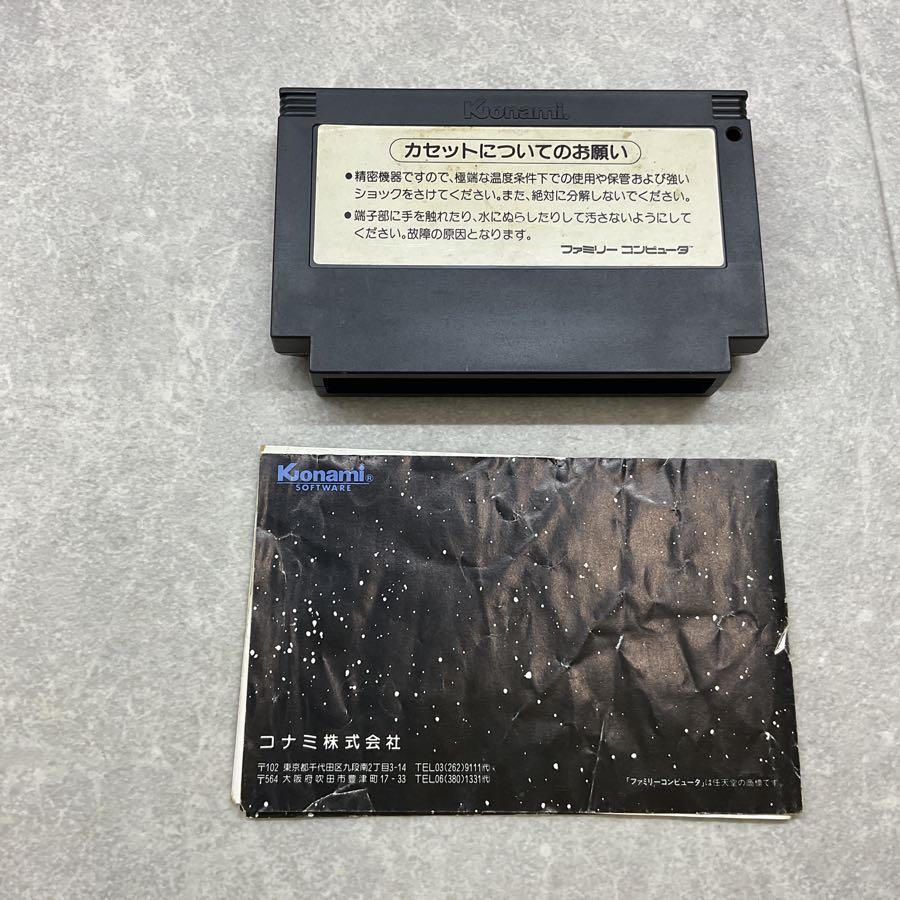 Konami
カセットについてのお願い
●精密機器ですので、極端な温度条件下での使用や保管および強い
ショックをさけてください。また、絶対に分解しないでください。
●端子部に手を触れたり、水にぬらしたりして汚さないようにして
ください。故障の原因となります。
ファミリー コンピュータ™
Konami®
SOFTWARE
コナミ株式会社
〒102 東京都千代田区九段南2丁目3-14 TEL03(262)9111代
〒564 大阪府吹田市豊津町17-33 TEL06(380)1331代
「ファミリーコンピュータ」は任天堂の商標です。